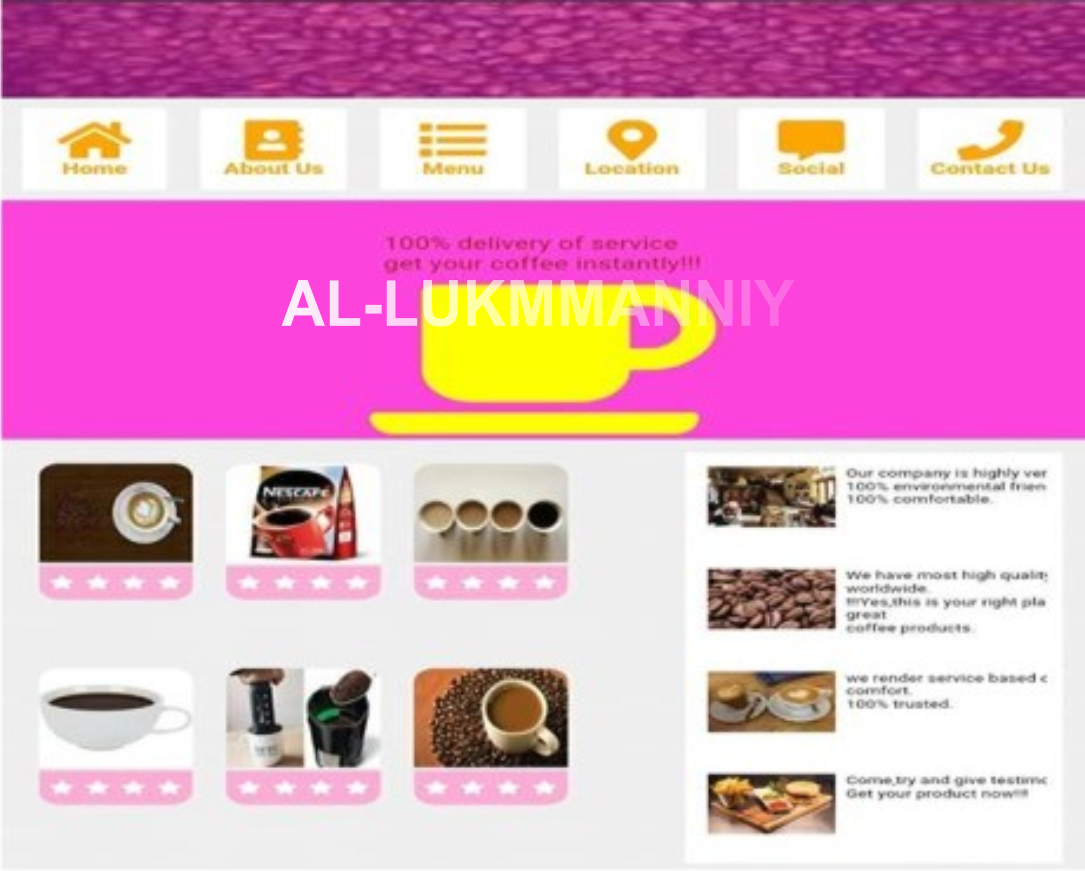 Home
About Us
Menu
Location
Social
Contact Us
100% delivery of service
get your coffee instantly!!!
AL-LUKMMANNIY
NESCAFE
Our company is highly ver
100% environmental frien
100% comfortable.
We have most high quality
worldwide.
!!!Yes,this is your right pla
great
coffee products.
we render service based c
comfort.
100% trusted.
Come,try and give testimo
Get your product now!!!